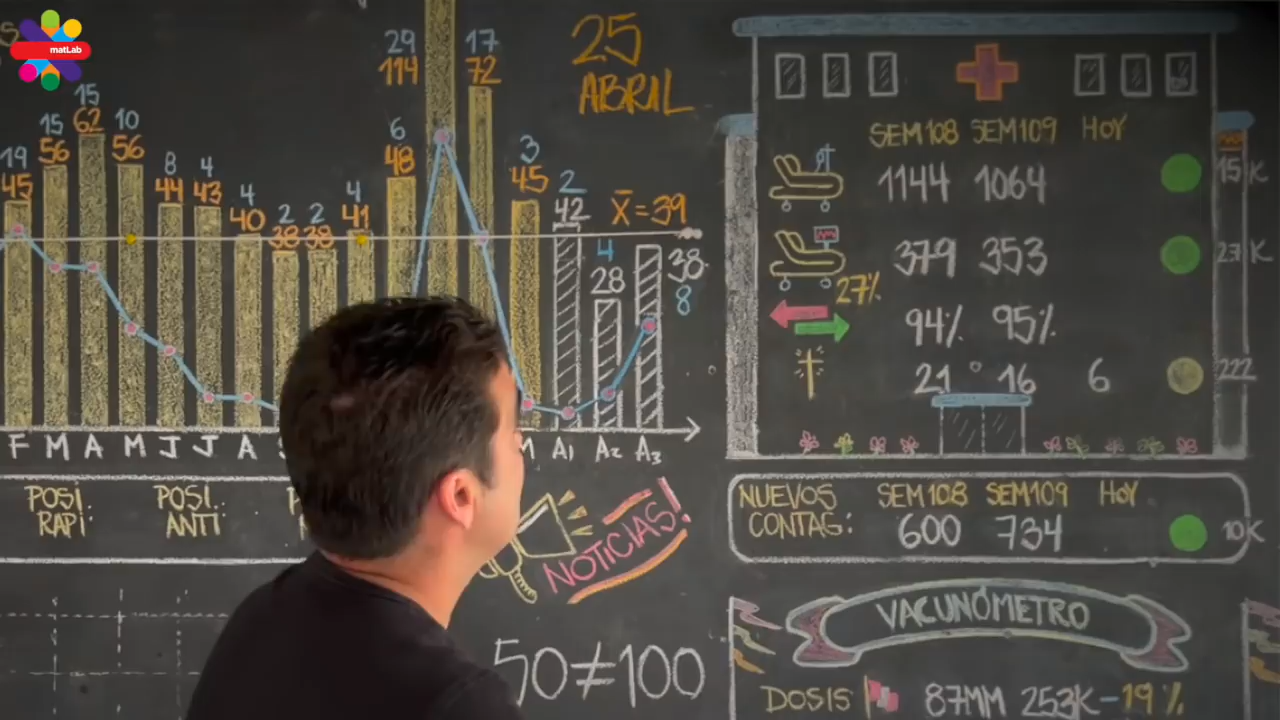 matLab
25
ABRIL
19
45
15
56
15
62
10
56
8
44
4
43
4
40
2
38
2
38
4
41
6
48
29
114
17
72
3
45
2
42
4
28
38
8
X̄=39
F M A M J J A
M A1 A2 A3
POSI. RAPI:
POSI. ANTI:
NOTICIAS!
50≠100
SEM108 SEM109 HOY
1144 1064
15K
379 353
27K
27%
94% 95%
21 16 6
222
NUEVOS CONTAG:
SEM108 SEM109 HOY
600 734
10K
VACUNÓMETRO
DOSIS 87MM 253K-19%